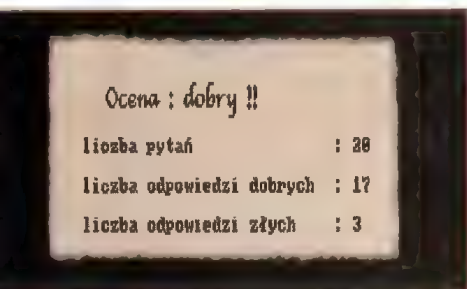 Ocena : dobry !!
liczba pytań : 20
liczba odpowiedzi dobrych : 17
liczba odpowiedzi złych : 3